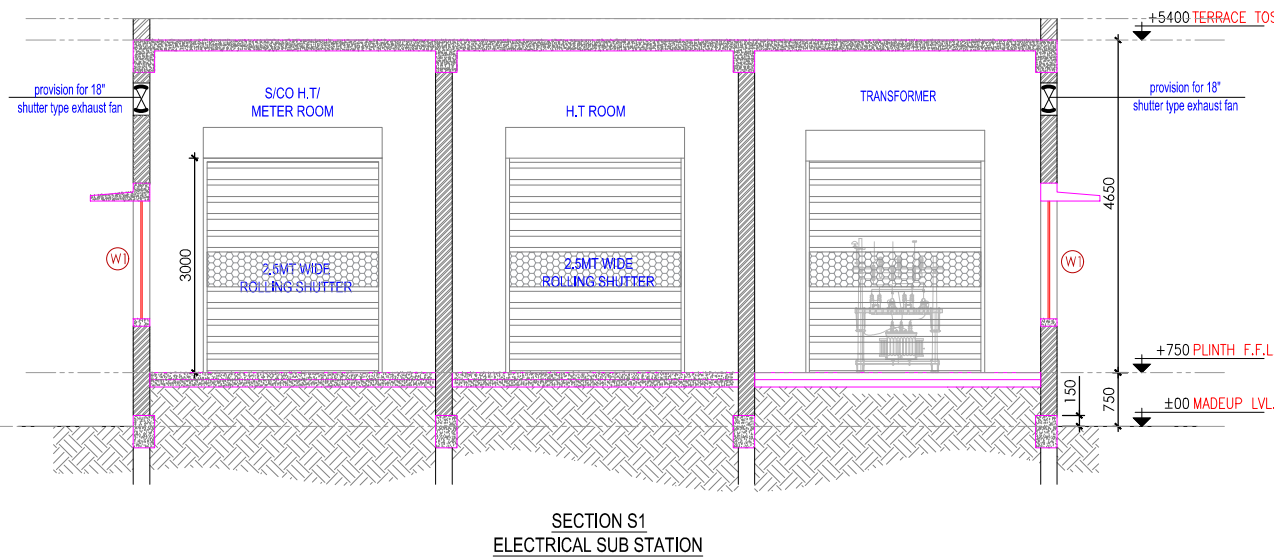 +5400 TERRACE TOS
provision for 18"
shutter type exhaust fan
S/CO H.T/
METER ROOM
H.T ROOM
TRANSFORMER
provision for 18"
shutter type exhaust fan
4650
3000
W1
2.5MT WIDE
ROLLING SHUTTER
2.5MT WIDE
ROLLING SHUTTER
W1
+750 PLINTH F.F.L
150
750
±00 MADEUP LVL.
SECTION S1
ELECTRICAL SUB STATION